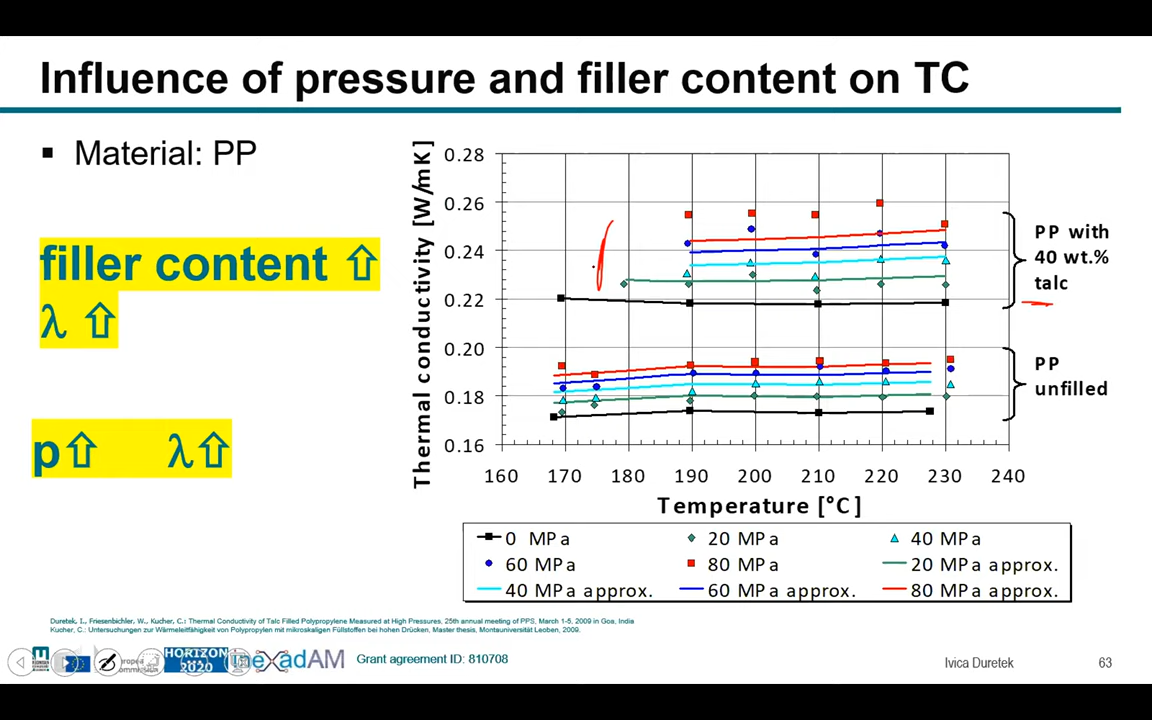 Influence of pressure and filler content on TC
▪ Material: PP
filler content ⇧
λ ⇧
p⇧ λ⇧
Thermal conductivity [W/mK]
0.28
0.26
0.24
0.22
0.20
0.18
0.16
160 170 180 190 200 210 220 230 240
Temperature [°C]
PP with
40 wt.%
talc
PP
unfilled
0 MPa 20 MPa 40 MPa
60 MPa 80 MPa 20 MPa approx.
40 MPa approx. 60 MPa approx. 80 MPa approx.
Duretek, I., Friesenbichler, W., Kucher, C.: Thermal Conductivity of Talc Filled Polypropylene Measured at High Pressures, 25th annual meeting of PPS, March 1-5, 2009 in Goa, India
Kucher, C.: Untersuchungen zur Wärmeleitfähigkeit von Polypropylen mit mikroskaligen Füllstoffen bei hohen Drücken, Master thesis, Montanuniversität Leoben, 2009.
HORIZON
2020
exadAM
Grant agreement ID: 810708
Ivica Duretek
63